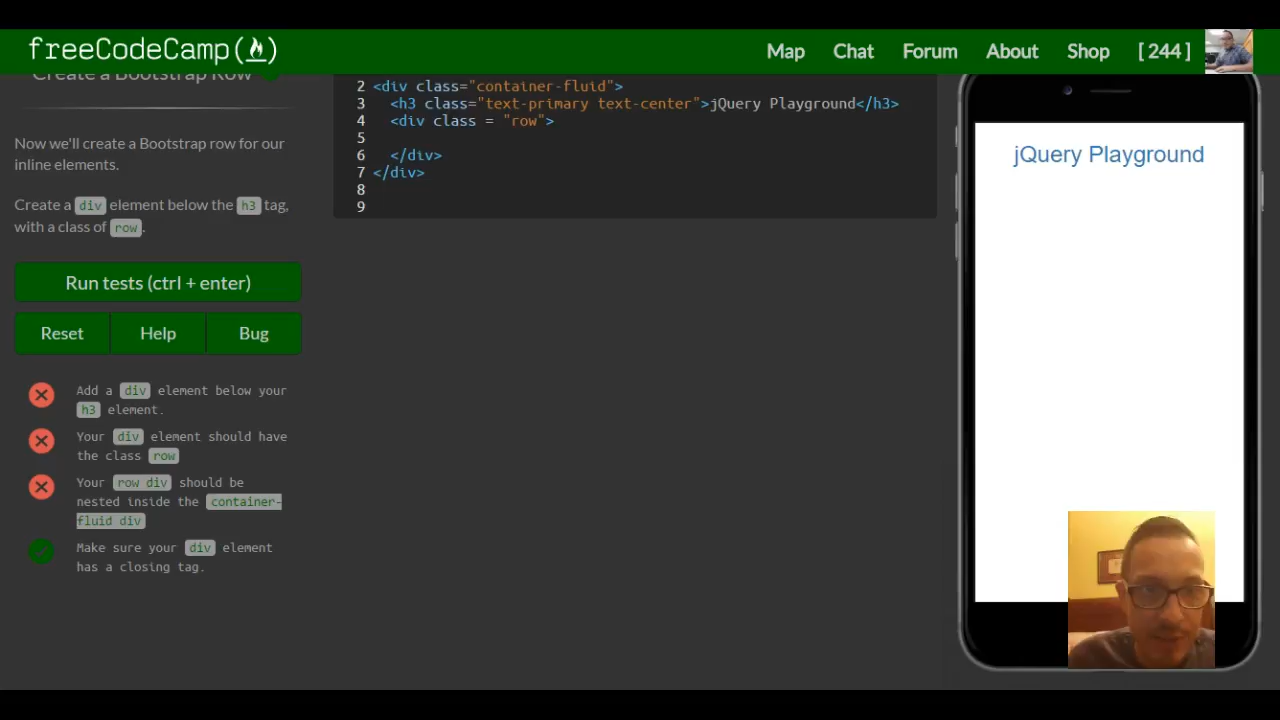 freeCodeCamp(🔥)
Map Chat Forum About Shop [ 244 ]
Create a Bootstrap Row
Now we'll create a Bootstrap row for our
inline elements.
Create a div element below the h3 tag,
with a class of row.
Run tests (ctrl + enter)
Reset Help Bug
Add a div element below your
h3 element.
Your div element should have
the class row
Your row div should be
nested inside the container-
fluid div
Make sure your div element
has a closing tag.
2 <div class="container-fluid">
3 <h3 class="text-primary text-center">jQuery Playground</h3>
4 <div class = "row">
5
6 </div>
7 </div>
8
9
jQuery Playground